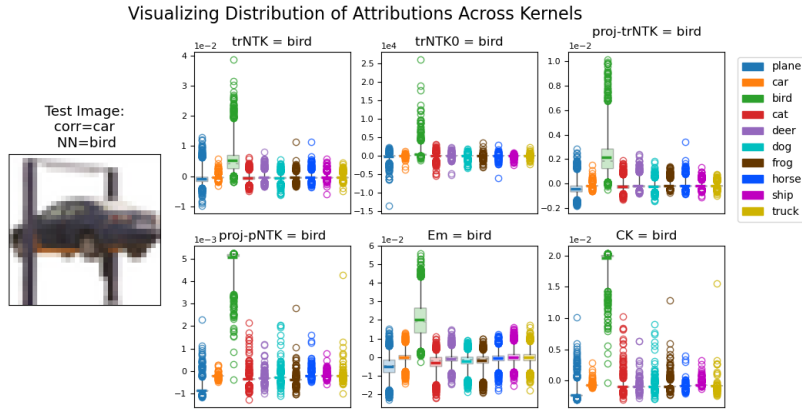 Visualizing Distribution of Attributions Across Kernels
Test Image:
corr=car
NN=bird
trNTK = bird
1e−2
4
3
2
1
0
−1
trNTK0 = bird
1e4
2.5
2.0
1.5
1.0
0.5
0.0
−0.5
−1.0
−1.5
proj-trNTK = bird
1e−2
1.0
0.8
0.6
0.4
0.2
0.0
−0.2
plane
car
bird
cat
deer
dog
frog
horse
ship
truck
proj-pNTK = bird
1e−3
5
4
3
2
1
0
−1
Em = bird
1e−2
6
5
4
3
2
1
0
−1
−2
CK = bird
1e−2
2.0
1.5
1.0
0.5
0.0